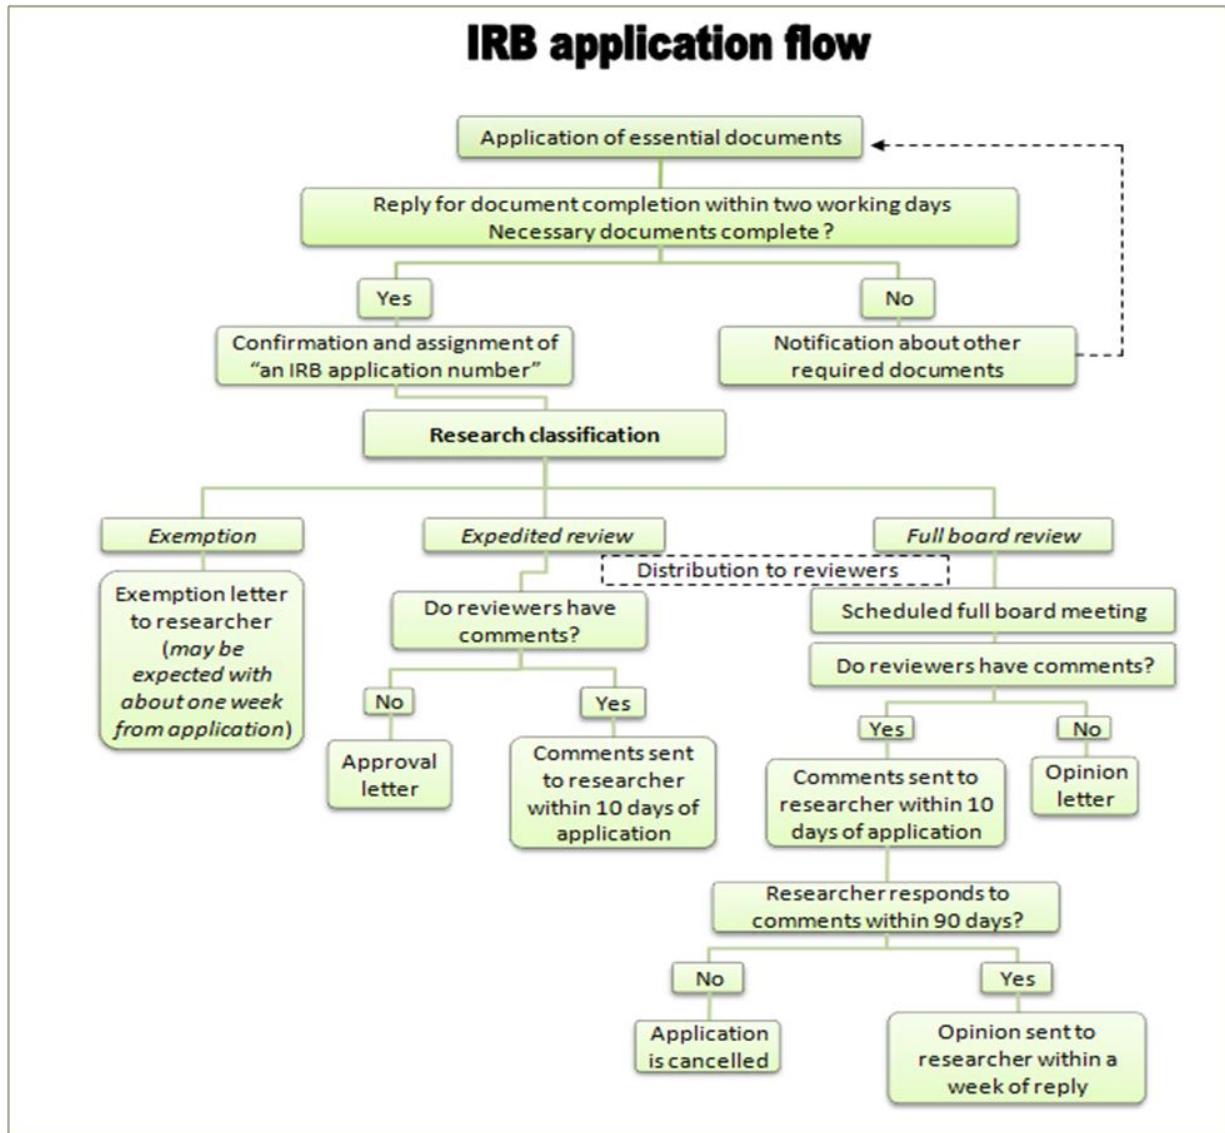 IRB application flow
Application of essential documents
Reply for document completion within two working days
Necessary documents complete ?
Yes
No
Confirmation and assignment of
“an IRB application number”
Notification about other
required documents
Research classification
Exemption
Expedited review
Full board review
Distribution to reviewers
Exemption letter
to researcher
(may be
expected with
about one week
from application)
Do reviewers have
comments?
Scheduled full board meeting
Do reviewers have comments?
No
Yes
Yes
No
Approval
letter
Comments sent
to researcher
within 10 days of
application
Comments sent to
researcher within 10
days of application
Opinion
letter
Researcher responds to
comments within 90 days?
No
Yes
Application
is cancelled
Opinion sent to
researcher within a
week of reply